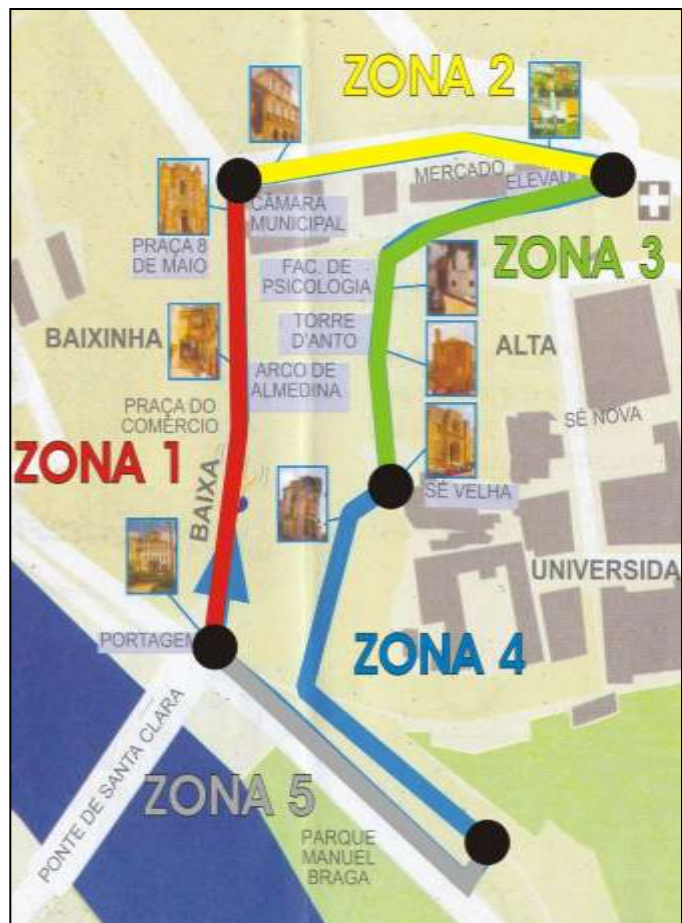 ZONA 2
MERCADO
CÂMARA
MUNICIPAL
PRAÇA 8
DE MAIO
ZONA 3
FAC. DE
PSICOLOGIA
TORRE
D'ANTO
ALTA
BAIXINHA
ARCO DE
ALMEDINA
PRAÇA DO
COMÉRCIO
SÉ NOVA
ZONA 1
BAIXA
SÉ VELHA
UNIVERSIDA
PORTAGEM
ZONA 4
PONTE DE SANTA CLARA
ZONA 5
PARQUE
MANUEL
BRAGA